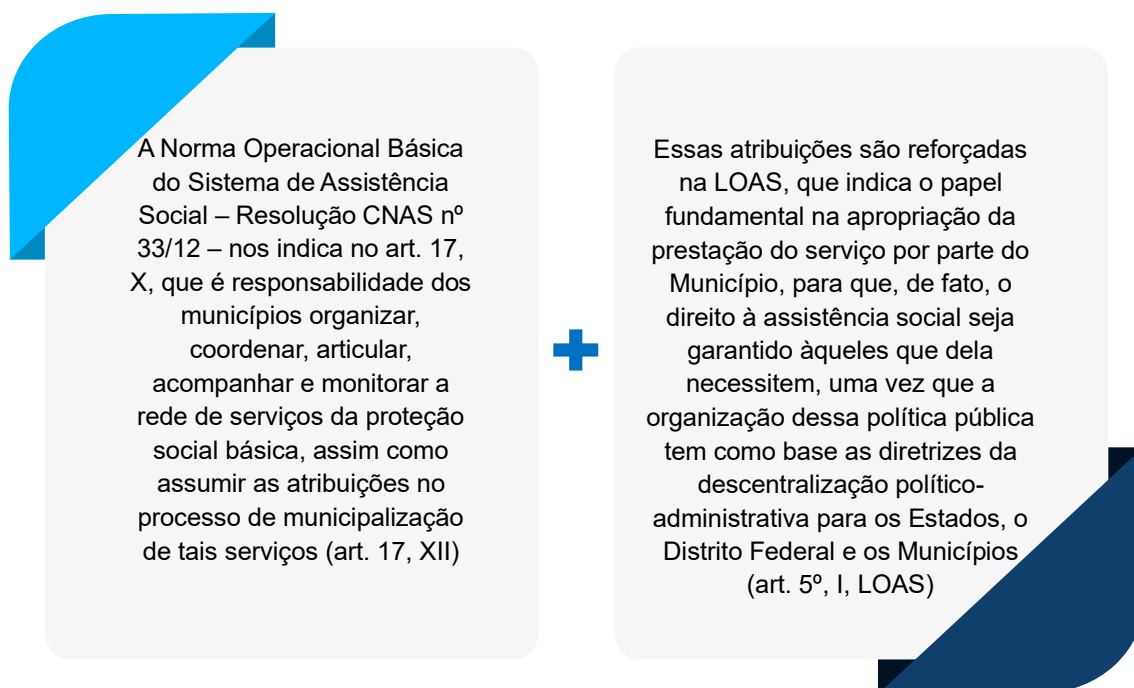 A Norma Operacional Básica
do Sistema de Assistência
Social – Resolução CNAS nº
33/12 – nos indica no art. 17,
X, que é responsabilidade dos
municípios organizar,
coordenar, articular,
acompanhar e monitorar a
rede de serviços da proteção
social básica, assim como
assumir as atribuições no
processo de municipalização
de tais serviços (art. 17, XII)
Essas atribuições são reforçadas
na LOAS, que indica o papel
fundamental na apropriação da
prestação do serviço por parte do
Município, para que, de fato, o
direito à assistência social seja
garantido àqueles que dela
necessitem, uma vez que a
organização dessa política pública
tem como base as diretrizes da
descentralização político-
administrativa para os Estados, o
Distrito Federal e os Municípios
(art. 5º, I, LOAS)